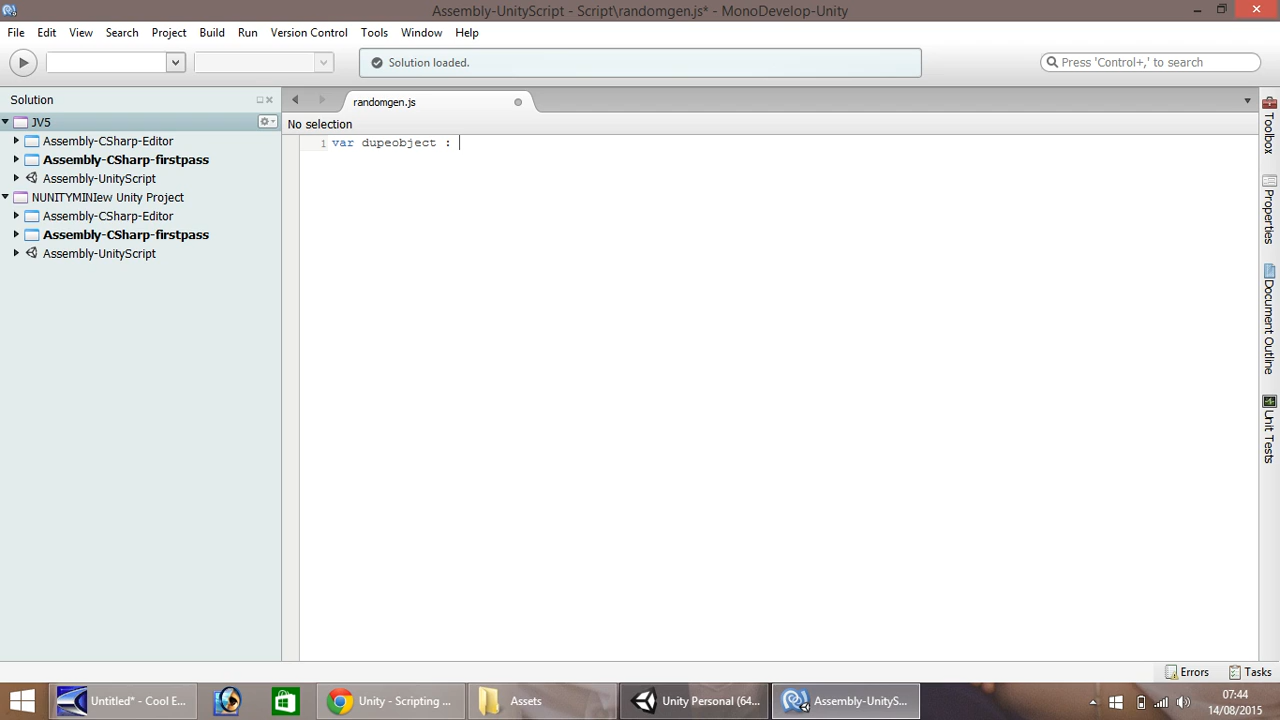 Assembly-UnityScript - Script\randomgen.js* - MonoDevelop-Unity
File Edit View Search Project Build Run Version Control Tools Window Help
Solution loaded.
Press 'Control+,' to search
Solution
randomgen.js
No selection
JV5
Assembly-CSharp-Editor
Assembly-CSharp-firstpass
Assembly-UnityScript
NUNITYMINIew Unity Project
Assembly-CSharp-Editor
Assembly-CSharp-firstpass
Assembly-UnityScript
1 var dupeobject :
Toolbox
Properties
Document Outline
Unit Tests
Errors Tasks
Untitled* - Cool E...
Unity - Scripting ...
Assets
Unity Personal (64...
Assembly-UnityS...
07:44
14/08/2015